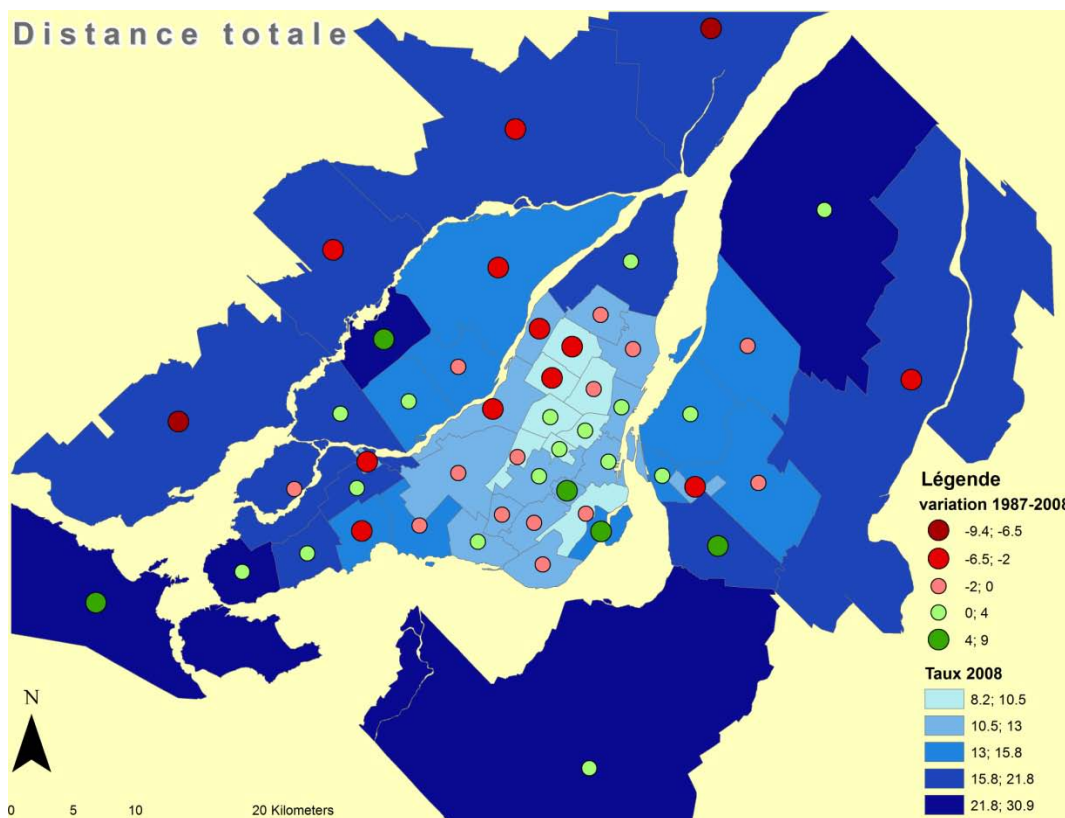 Distance totale
Légende
variation 1987-2008
-9.4; -6.5
-6.5; -2
-2; 0
0; 4
4; 9
Taux 2008
8.2; 10.5
10.5; 13
13; 15.8
15.8; 21.8
21.8; 30.9
N
0 5 10 20 Kilometers